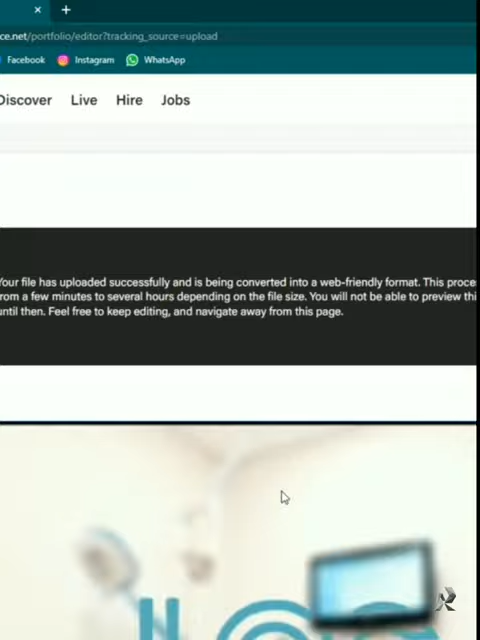 ce.net/portfolio/editor?tracking_source=upload
Facebook Instagram WhatsApp
Discover Live Hire Jobs
Your file has uploaded successfully and is being converted into a web-friendly format. This proce
rom a few minutes to several hours depending on the file size. You will not be able to preview thi
until then. Feel free to keep editing, and navigate away from this page.